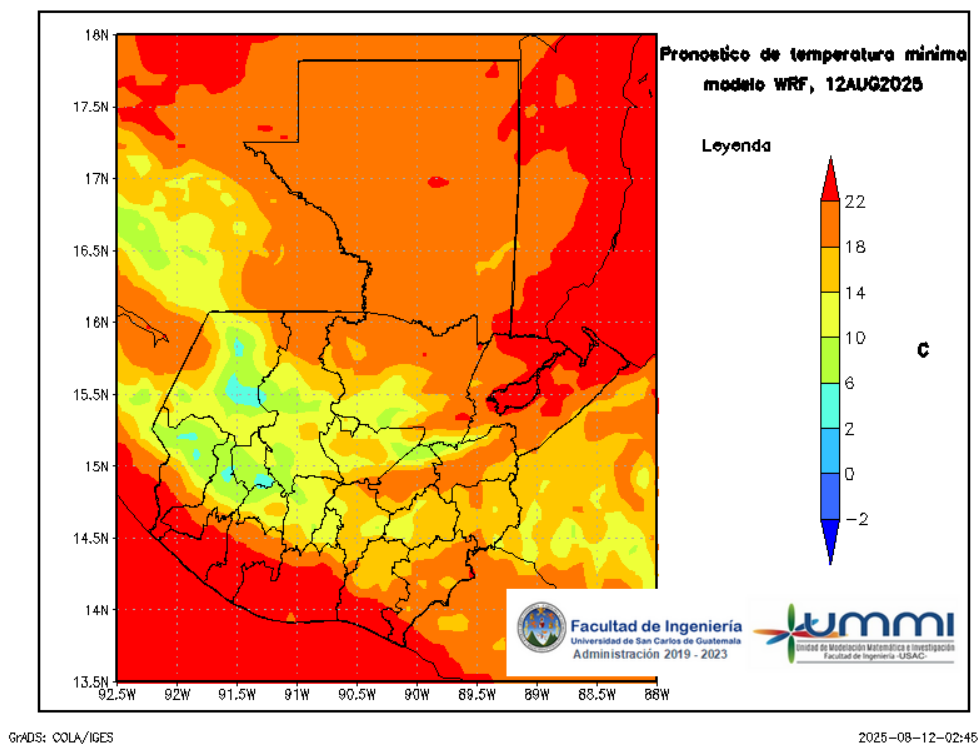 Pronostico de temperatura minima
modelo WRF, 12AUG2025
Leyenda
22
18
14
10
6
2
0
-2
C
18N
17.5N
17N
16.5N
16N
15.5N
15N
14.5N
14N
13.5N
92.5W 92W 91.5W 91W 90.5W 90W 89.5W 89W 88.5W 88W
Facultad de Ingeniería
Universidad de San Carlos de Guatemala
Administración 2019 - 2023
UMMI
Unidad de Modelación Matemática e Investigación
Facultad de Ingeniería -USAC-
GrADS: COLA/IGES
2025-08-12-02:45